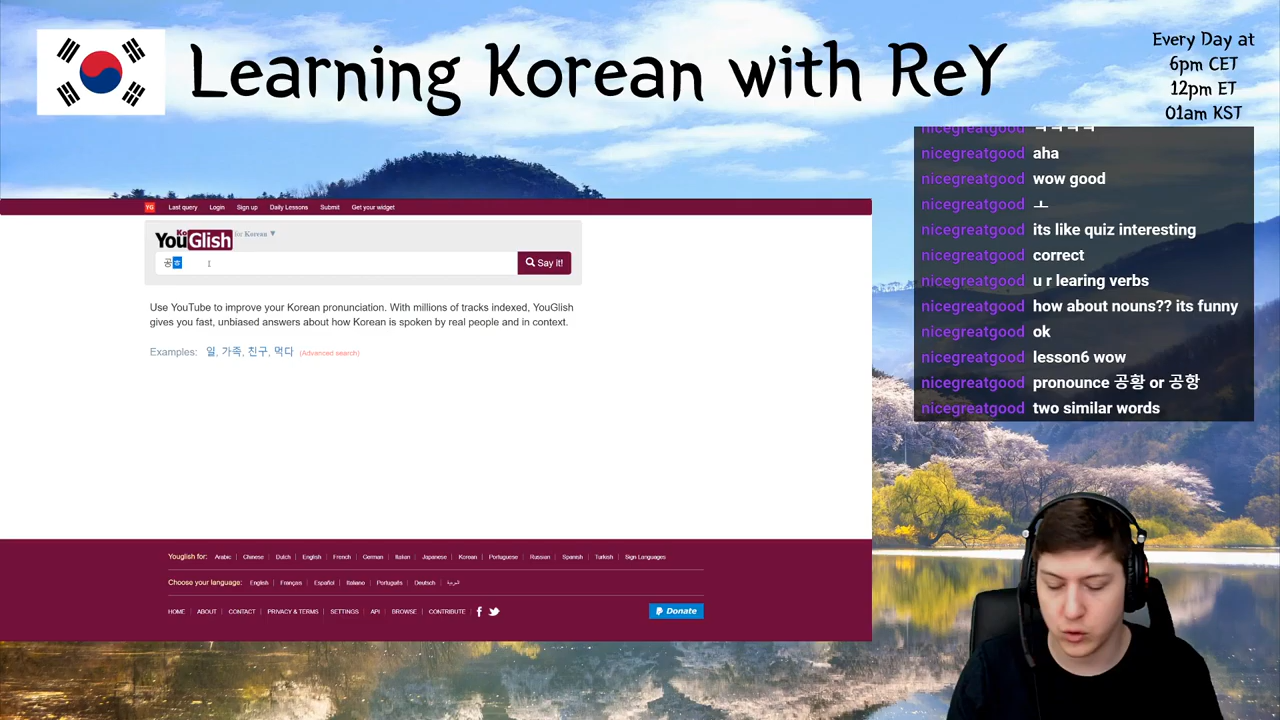 Learning Korean with ReY
Every Day at
6pm CET
12pm ET
01am KST
YG Last query Login Sign up Daily Lessons Submit Get your widget
Ko
YouGlish for Korean ▼
공ㅎ
Say it!
Use YouTube to improve your Korean pronunciation. With millions of tracks indexed, YouGlish
gives you fast, unbiased answers about how Korean is spoken by real people and in context.
Examples: 일, 가족, 친구, 먹다 (Advanced search)
Youglish for: Arabic | Chinese | Dutch | English | French | German | Italian | Japanese | Korean | Portuguese | Russian | Spanish | Turkish | Sign Languages
Choose your language: English | Français | Español | Italiano | Português | Deutsch | العربية
HOME | ABOUT | CONTACT | PRIVACY & TERMS | SETTINGS | API | BROWSE | CONTRIBUTE
Donate
nicegreatgood
nicegreatgood aha
nicegreatgood wow good
nicegreatgood ㅗ
nicegreatgood its like quiz interesting
nicegreatgood correct
nicegreatgood u r learing verbs
nicegreatgood how about nouns?? its funny
nicegreatgood ok
nicegreatgood lesson6 wow
nicegreatgood pronounce 공황 or 공항
nicegreatgood two similar words